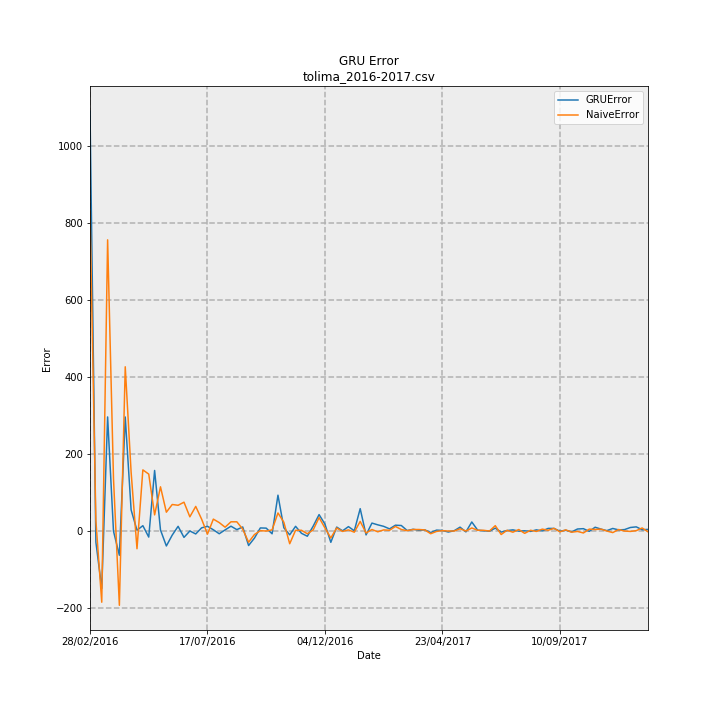 GRU Error
tolima_2016-2017.csv
GRUError
NaiveError
1000
800
600
400
200
0
−200
Error
28/02/2016 17/07/2016 04/12/2016 23/04/2017 10/09/2017
Date